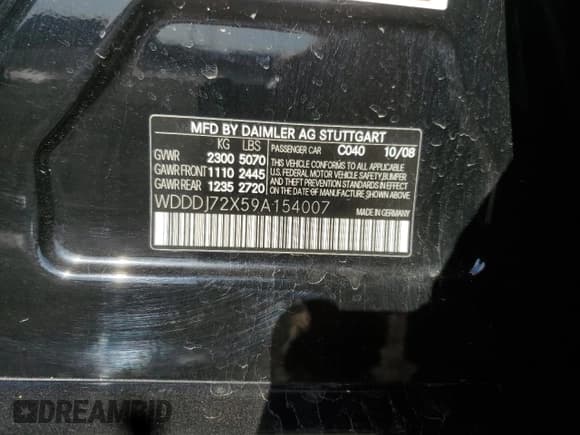 MFD BY DAIMLER AG STUTTGART
KG LBS PASSENGER CAR C040 10/08
GVWR 2300 5070 THIS VEHICLE CONFORMS TO ALL APPLICABLE
GAWR FRONT 1110 2445 U.S. FEDERAL MOTOR VEHICLE SAFETY,BUMPER
GAWR REAR 1235 2720 AND THEFT PREVENTION STANDARDS IN EFFECT
ON THE DATE OF MANUFACTURE SHOWN ABOVE
WDDDJ72X59A154007 MADE IN GERMANY
DREAMBID